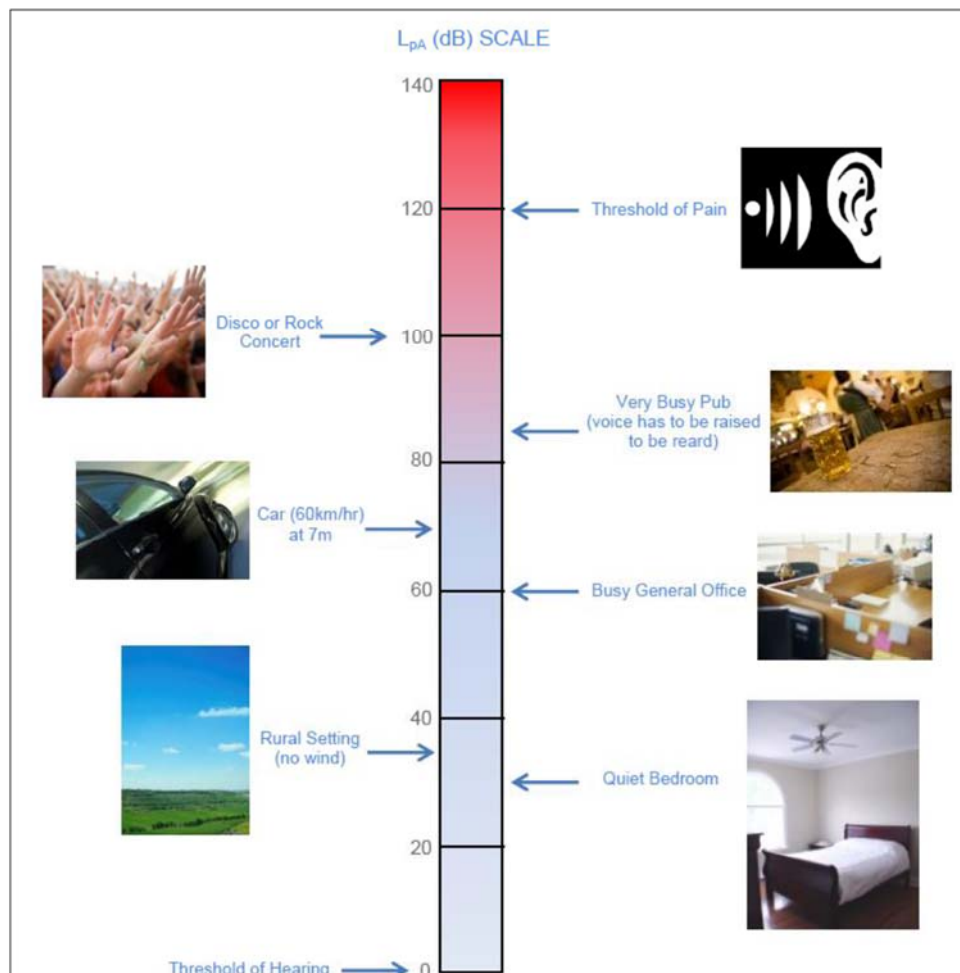 LpA (dB) SCALE
140
120
Threshold of Pain
Disco or Rock
Concert
100
Very Busy Pub
(voice has to be raised
to be reard)
80
Car (60km/hr)
at 7m
60
Busy General Office
40
Rural Setting
(no wind)
Quiet Bedroom
20
Threshold of Hearing
0